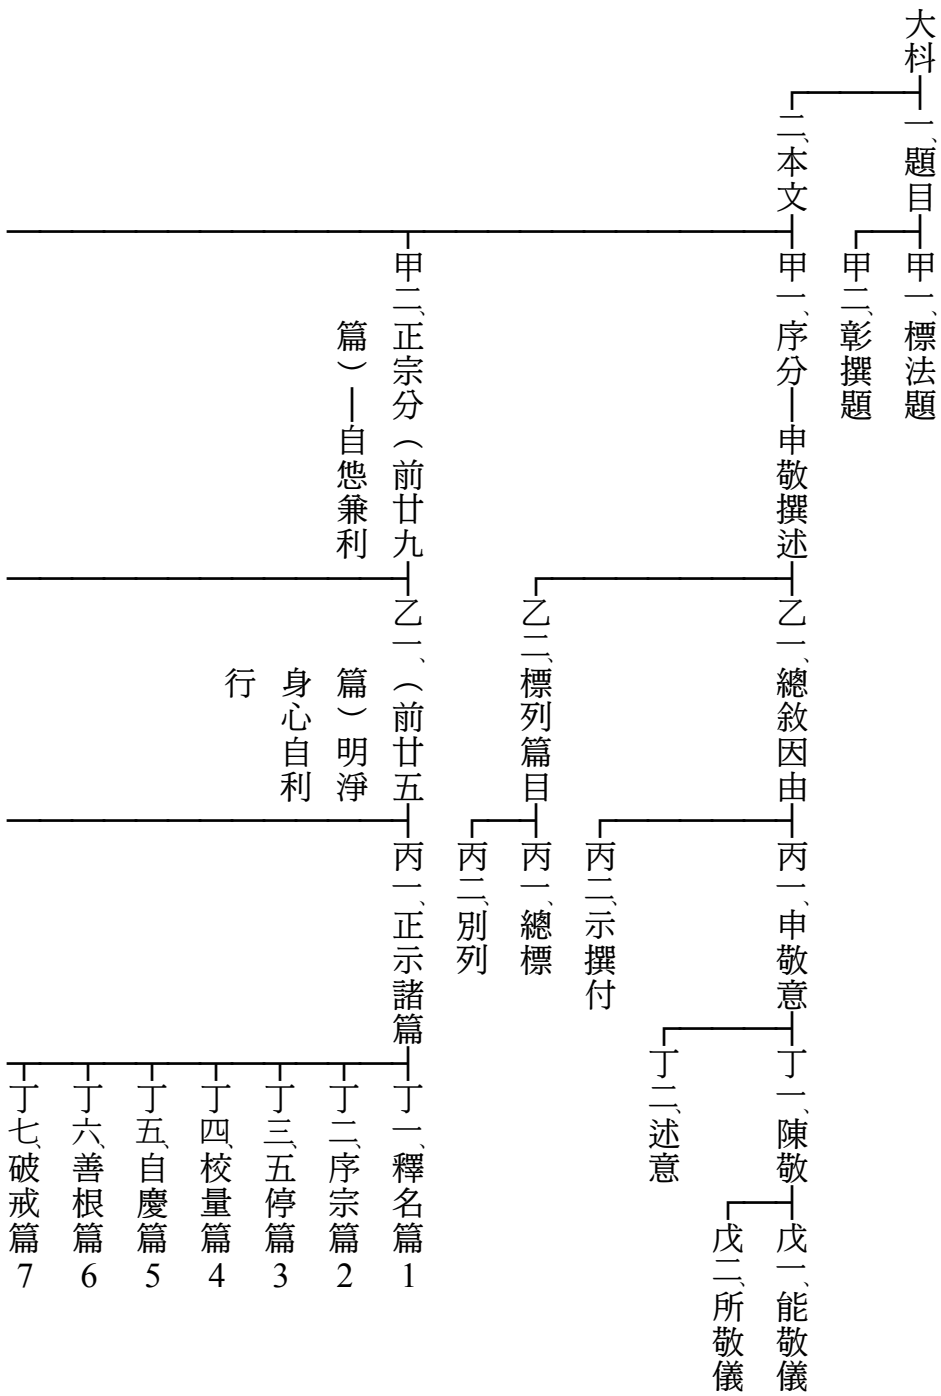 大科
一、題目
甲一、標法題
甲二、彰撰題
二、本文
甲一、序分—申敬撰述
乙一、總敘因由
丙一、申敬意
丁一、陳敬
戊一、能敬儀
戊二、所敬儀
丁二、述意
丙二、示撰付
乙二、標列篇目
丙一、總標
丙二、別列
甲二、正宗分（前廿九
篇）—自怹兼利
乙一、（前廿五
篇）明淨
身心自利
行
丙一、正示諸篇
丁一、釋名篇1
丁二、序宗篇2
丁三、五停篇3
丁四、校量篇4
丁五、自慶篇5
丁六、善根篇6
丁七、破戒篇7